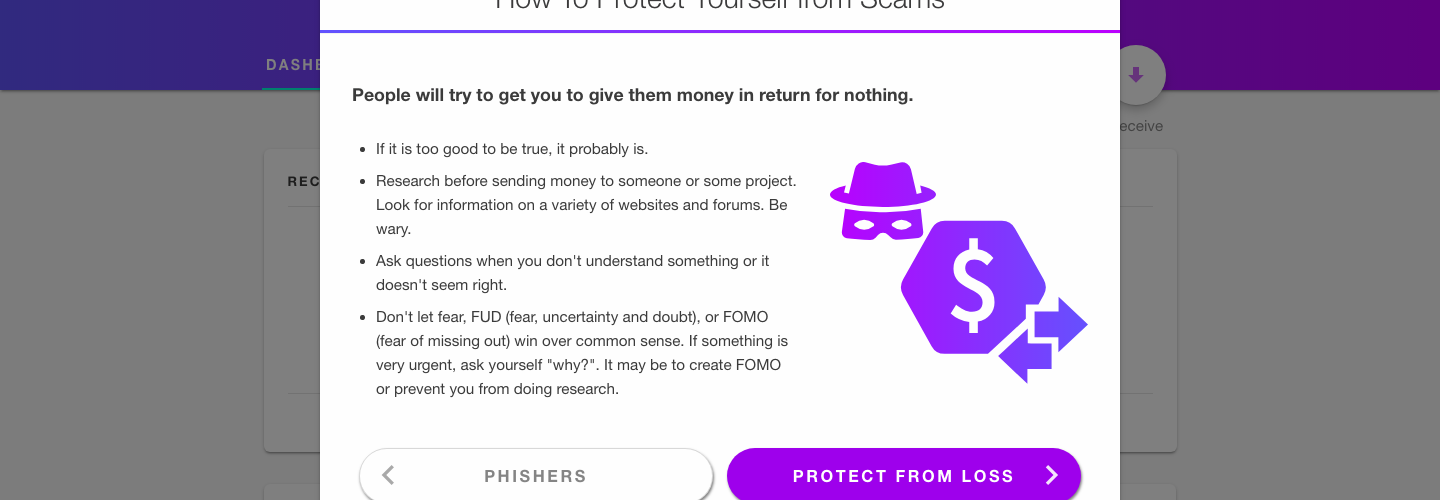 How To Protect Yourself from Scams
DASHE
eceive
People will try to get you to give them money in return for nothing.
REC
If it is too good to be true, it probably is.
Research before sending money to someone or some project.
Look for information on a variety of websites and forums. Be
wary.
Ask questions when you don't understand something or it
doesn't seem right.
Don't let fear, FUD (fear, uncertainty and doubt), or FOMO
(fear of missing out) win over common sense. If something is
very urgent, ask yourself "why?". It may be to create FOMO
or prevent you from doing research.
$
PHISHERS
PROTECT FROM LOSS